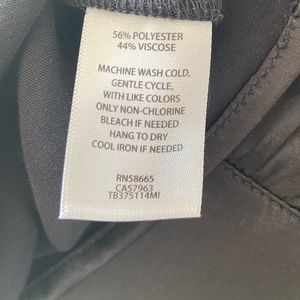 56% POLYESTER
44% VISCOSE
MACHINE WASH COLD,
GENTLE CYCLE,
WITH LIKE COLORS
ONLY NON-CHLORINE
BLEACH IF NEEDED
HANG TO DRY
COOL IRON IF NEEDED
RN58665
CA57963
TB375114MI